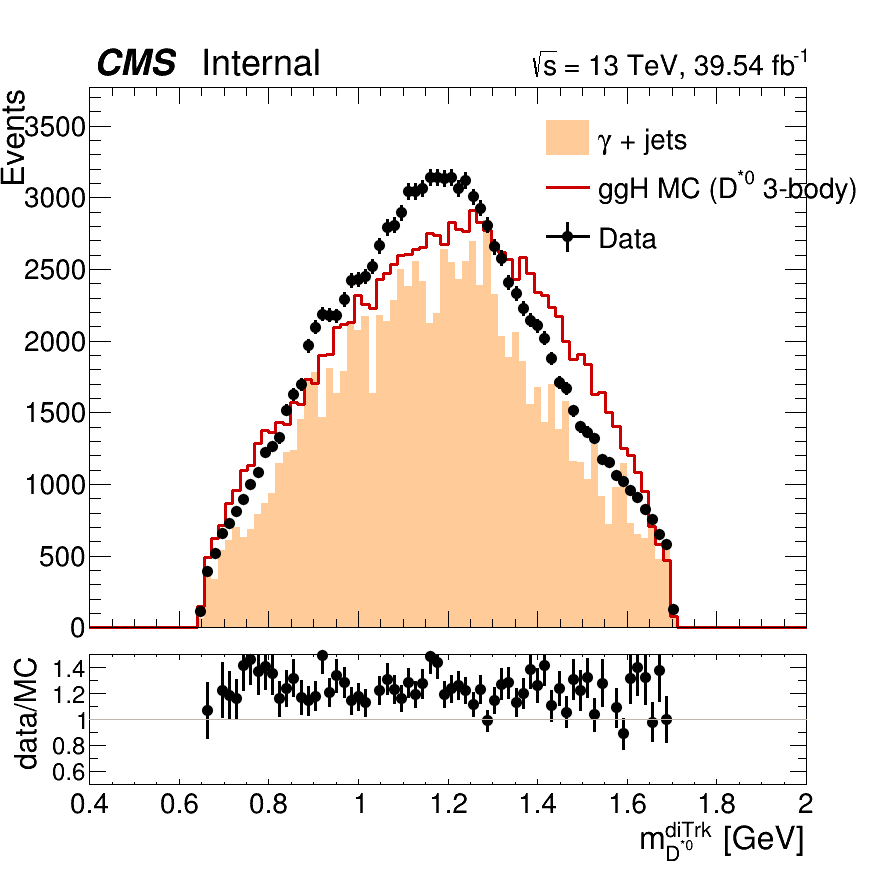 CMS Internal
√s = 13 TeV, 39.54 fb⁻¹
Events
γ + jets
ggH MC (D*⁰ 3-body)
Data
3500
3000
2500
2000
1500
1000
500
0
data/MC
1.4
1.2
1
0.8
0.6
0.4 0.6 0.8 1 1.2 1.4 1.6 1.8 2
m_{D*⁰}^{diTrk} [GeV]